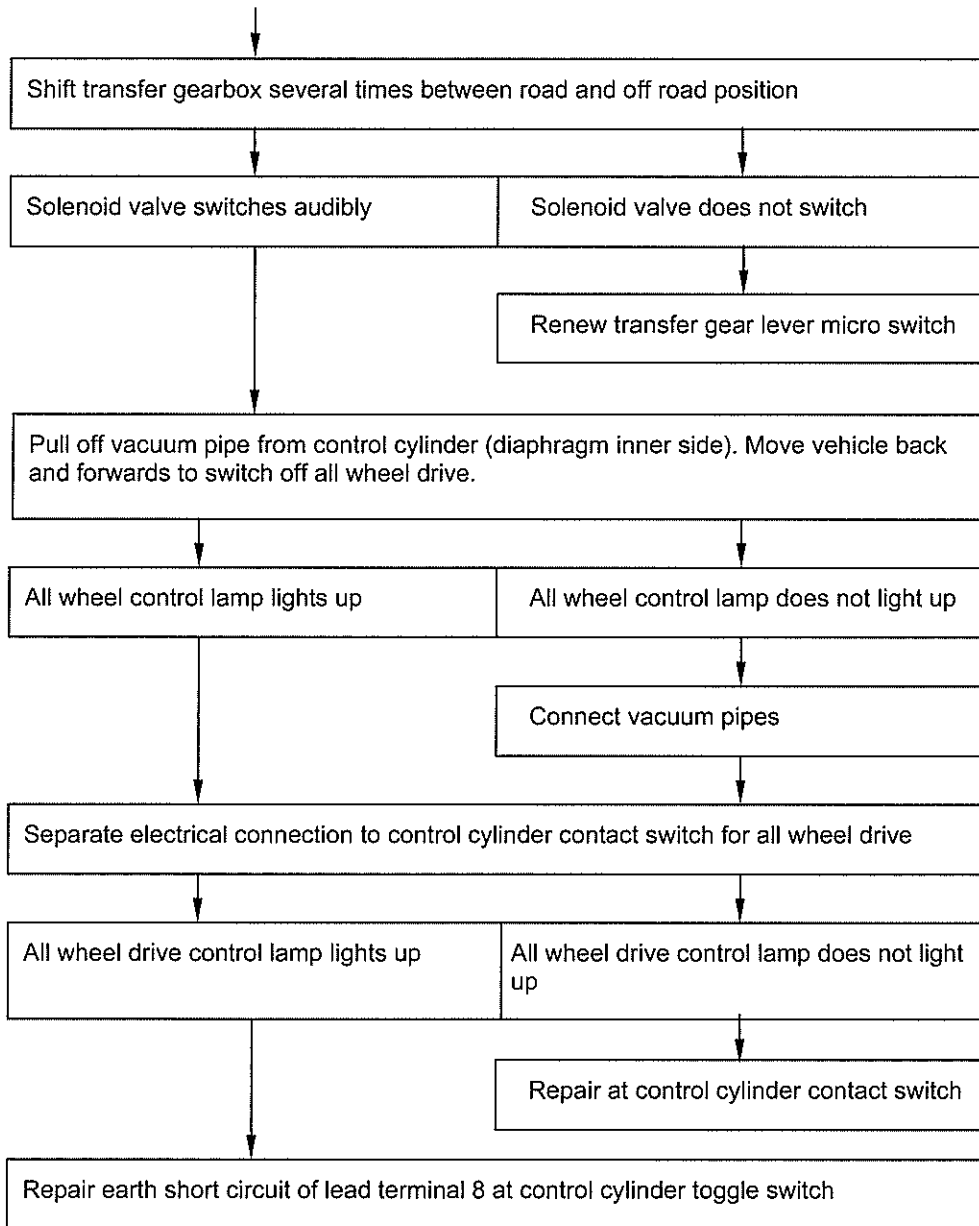 Shift transfer gearbox several times between road and off road position
Solenoid valve switches audibly
Solenoid valve does not switch
Renew transfer gear lever micro switch
Pull off vacuum pipe from control cylinder (diaphragm inner side). Move vehicle back
and forwards to switch off all wheel drive.
All wheel control lamp lights up
All wheel control lamp does not light up
Connect vacuum pipes
Separate electrical connection to control cylinder contact switch for all wheel drive
All wheel drive control lamp lights up
All wheel drive control lamp does not light
up
Repair at control cylinder contact switch
Repair earth short circuit of lead terminal 8 at control cylinder toggle switch